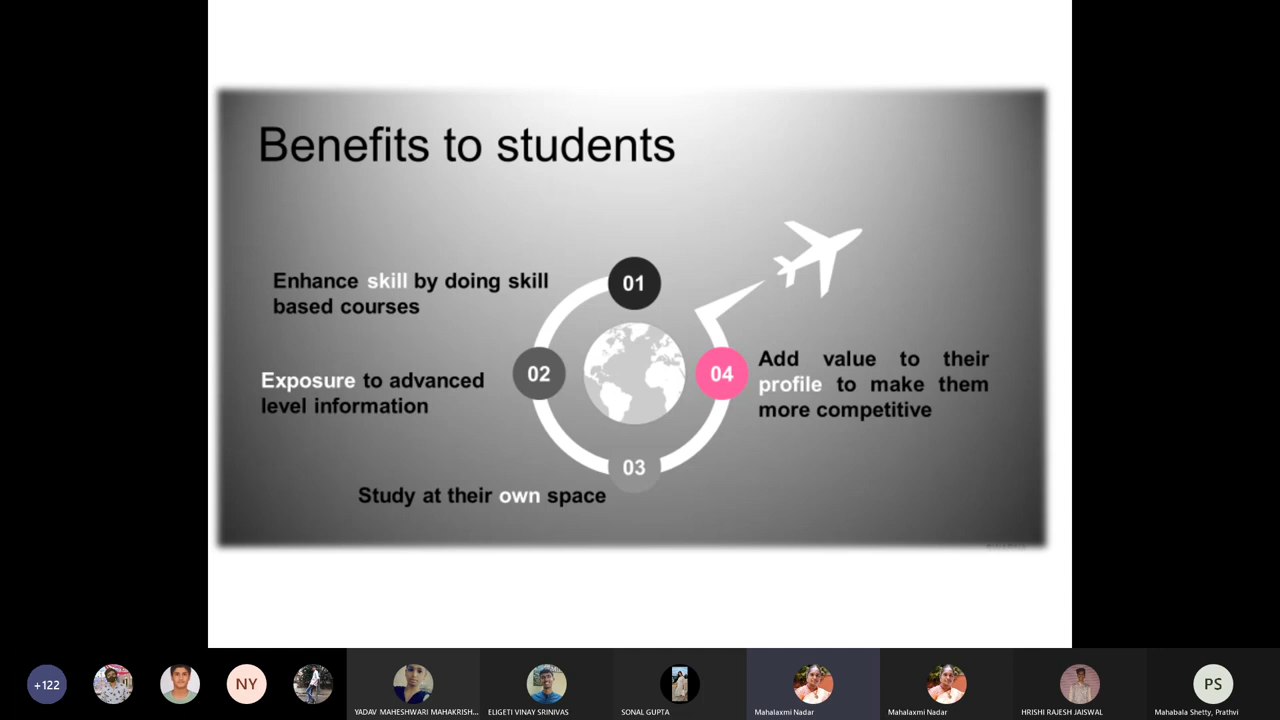 Benefits to students
Enhance skill by doing skill
based courses
01
Exposure to advanced
level information
02
03
Study at their own space
04
Add value to their
profile to make them
more competitive
+122
NY
YADAV MAHESHWARI MAHAKRISH...
ELIGETI VINAY SRINIVAS
SONAL GUPTA
Mahalaxmi Nadar
Mahalaxmi Nadar
HRISHI RAJESH JAISWAL
PS
Mahabala Shetty, Prathvi